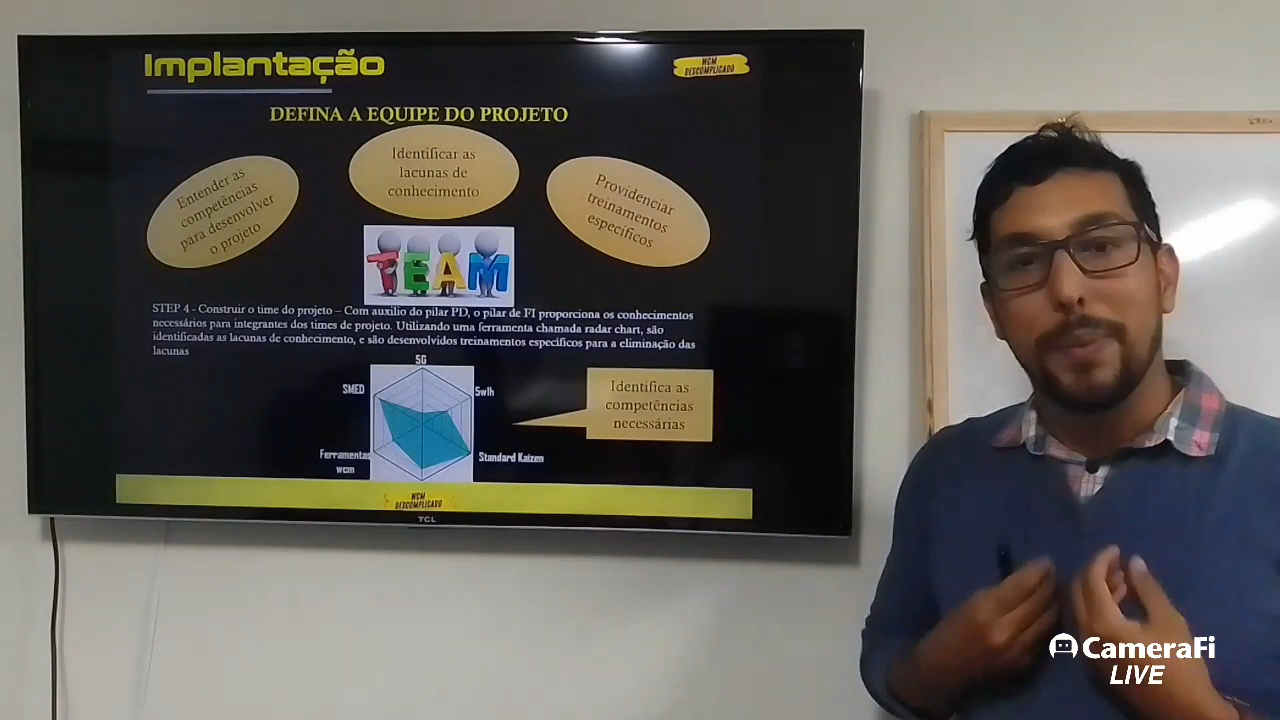 Implantação
WCM
DESCOMPLICADO
DEFINA A EQUIPE DO PROJETO
Entender as
competências
para desenvolver
o projeto
Identificar as
lacunas de
conhecimento
Providenciar
treinamentos
específicos
TEAM
STEP 4 - Construir o time do projeto – Com auxilio do pilar PD, o pilar de FI proporciona os conhecimentos
necessários para integrantes dos times de projeto. Utilizando uma ferramenta chamada radar chart, são
identificadas as lacunas de conhecimento, e são desenvolvidos treinamentos específicos para a eliminação das
lacunas
5G
SMED
5w1h
Ferramentas
wcm
Standard Kaizen
Identifica as
competências
necessárias
WCM
DESCOMPLICADO
TCL
CameraFi
LIVE